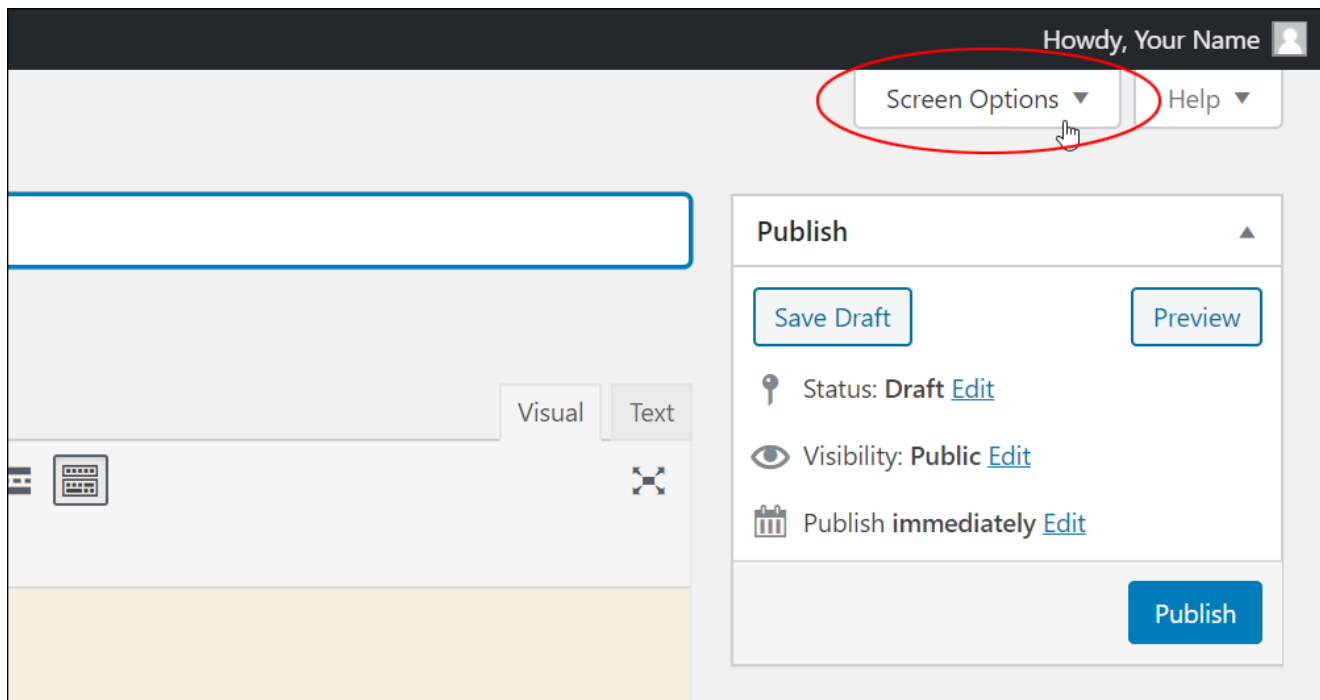 Howdy, Your Name
Screen Options
Help
Publish
Save Draft
Preview
Status: Draft Edit
Visual
Text
Visibility: Public Edit
Publish immediately Edit
Publish